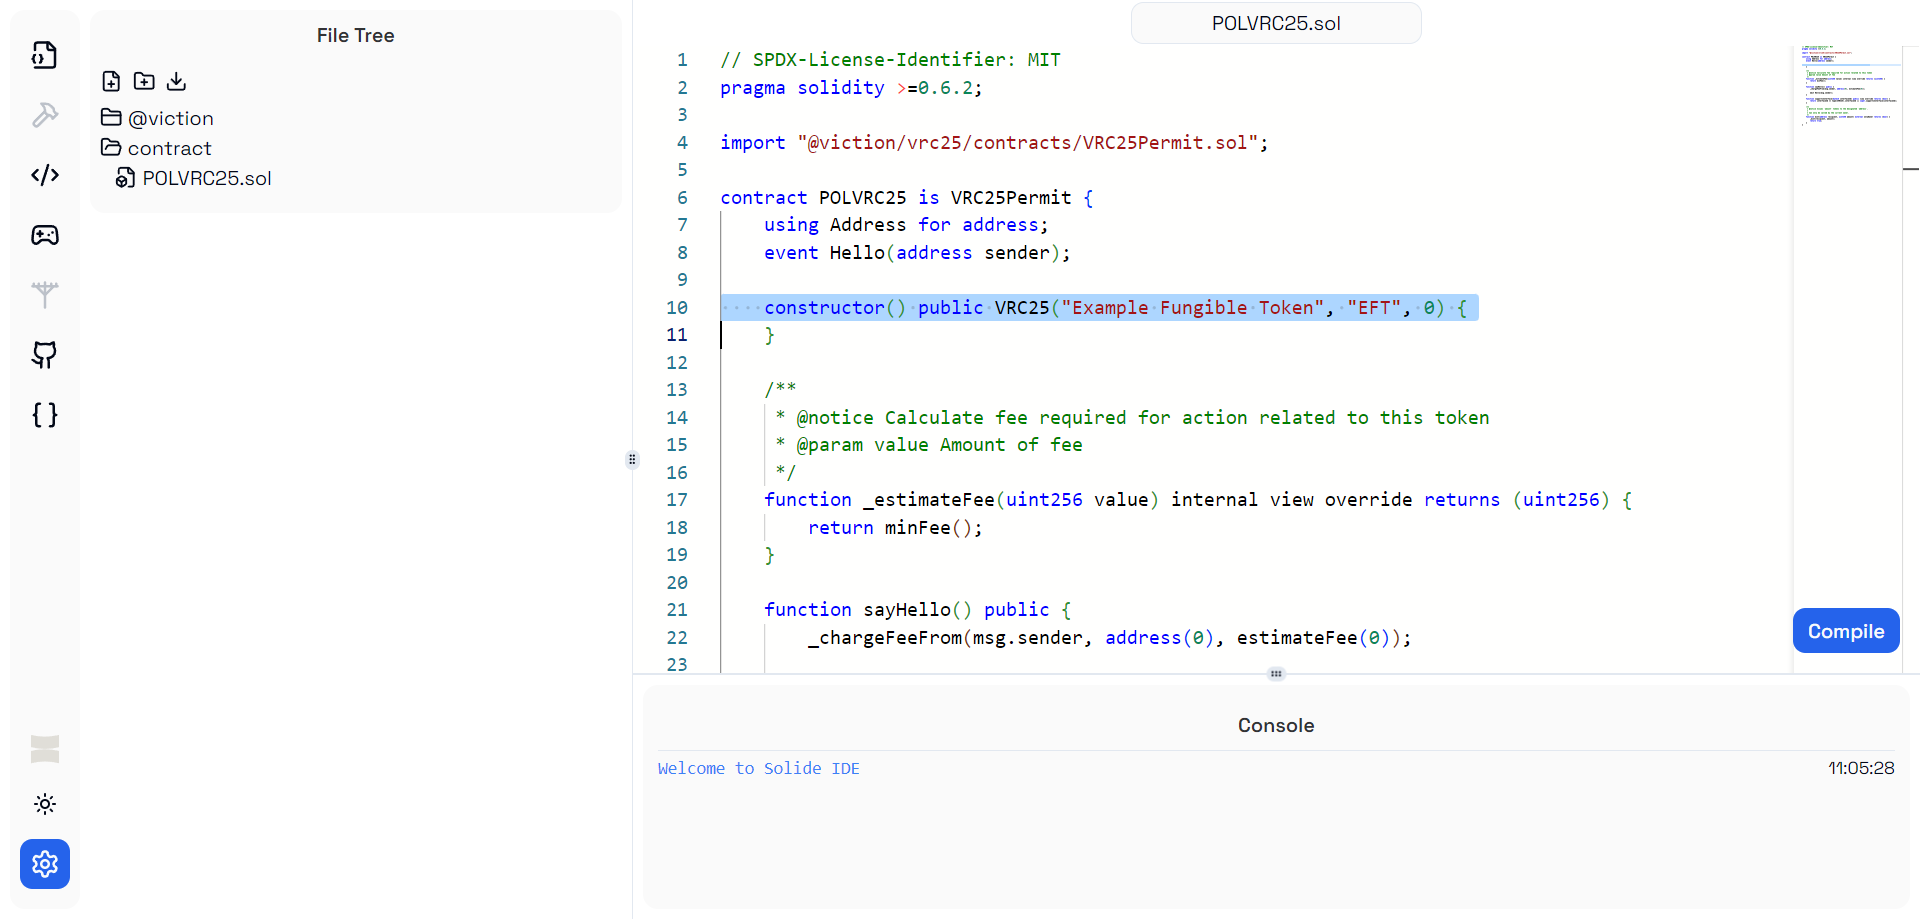 File Tree
@viction
contract
POLVRC25.sol
POLVRC25.sol
1 // SPDX-License-Identifier: MIT
2 pragma solidity >=0.6.2;
3
4 import "@viction/vrc25/contracts/VRC25Permit.sol";
5
6 contract POLVRC25 is VRC25Permit {
7 using Address for address;
8 event Hello(address sender);
9
10 constructor() public VRC25("Example Fungible Token", "EFT", 0) {
11 }
12
13 /**
14 * @notice Calculate fee required for action related to this token
15 * @param value Amount of fee
16 */
17 function _estimateFee(uint256 value) internal view override returns (uint256) {
18 return minFee();
19 }
20
21 function sayHello() public {
22 _chargeFeeFrom(msg.sender, address(0), estimateFee(0));
23
Compile
Console
Welcome to Solide IDE 11:05:28